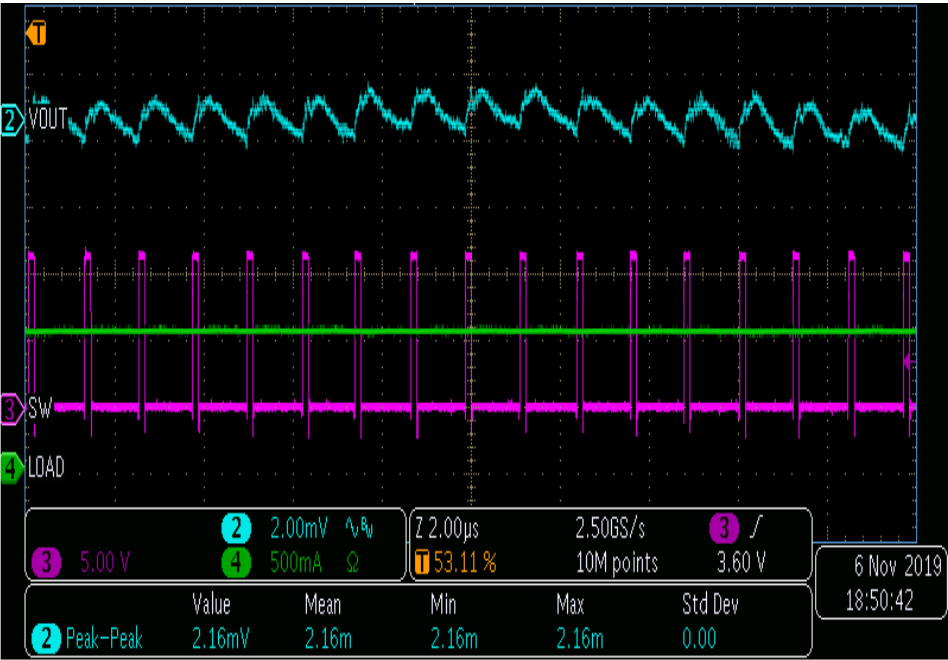 T
2 VOUT
3 SW
4 LOAD
2 2.00mV BW Z 2.00µs 2.50GS/s 3
3 5.00 V 4 500mA Ω T 53.11 % 10M points 3.60 V
6 Nov 2019
18:50:42
Value Mean Min Max Std Dev
2 Peak-Peak 2.16mV 2.16m 2.16m 2.16m 0.00